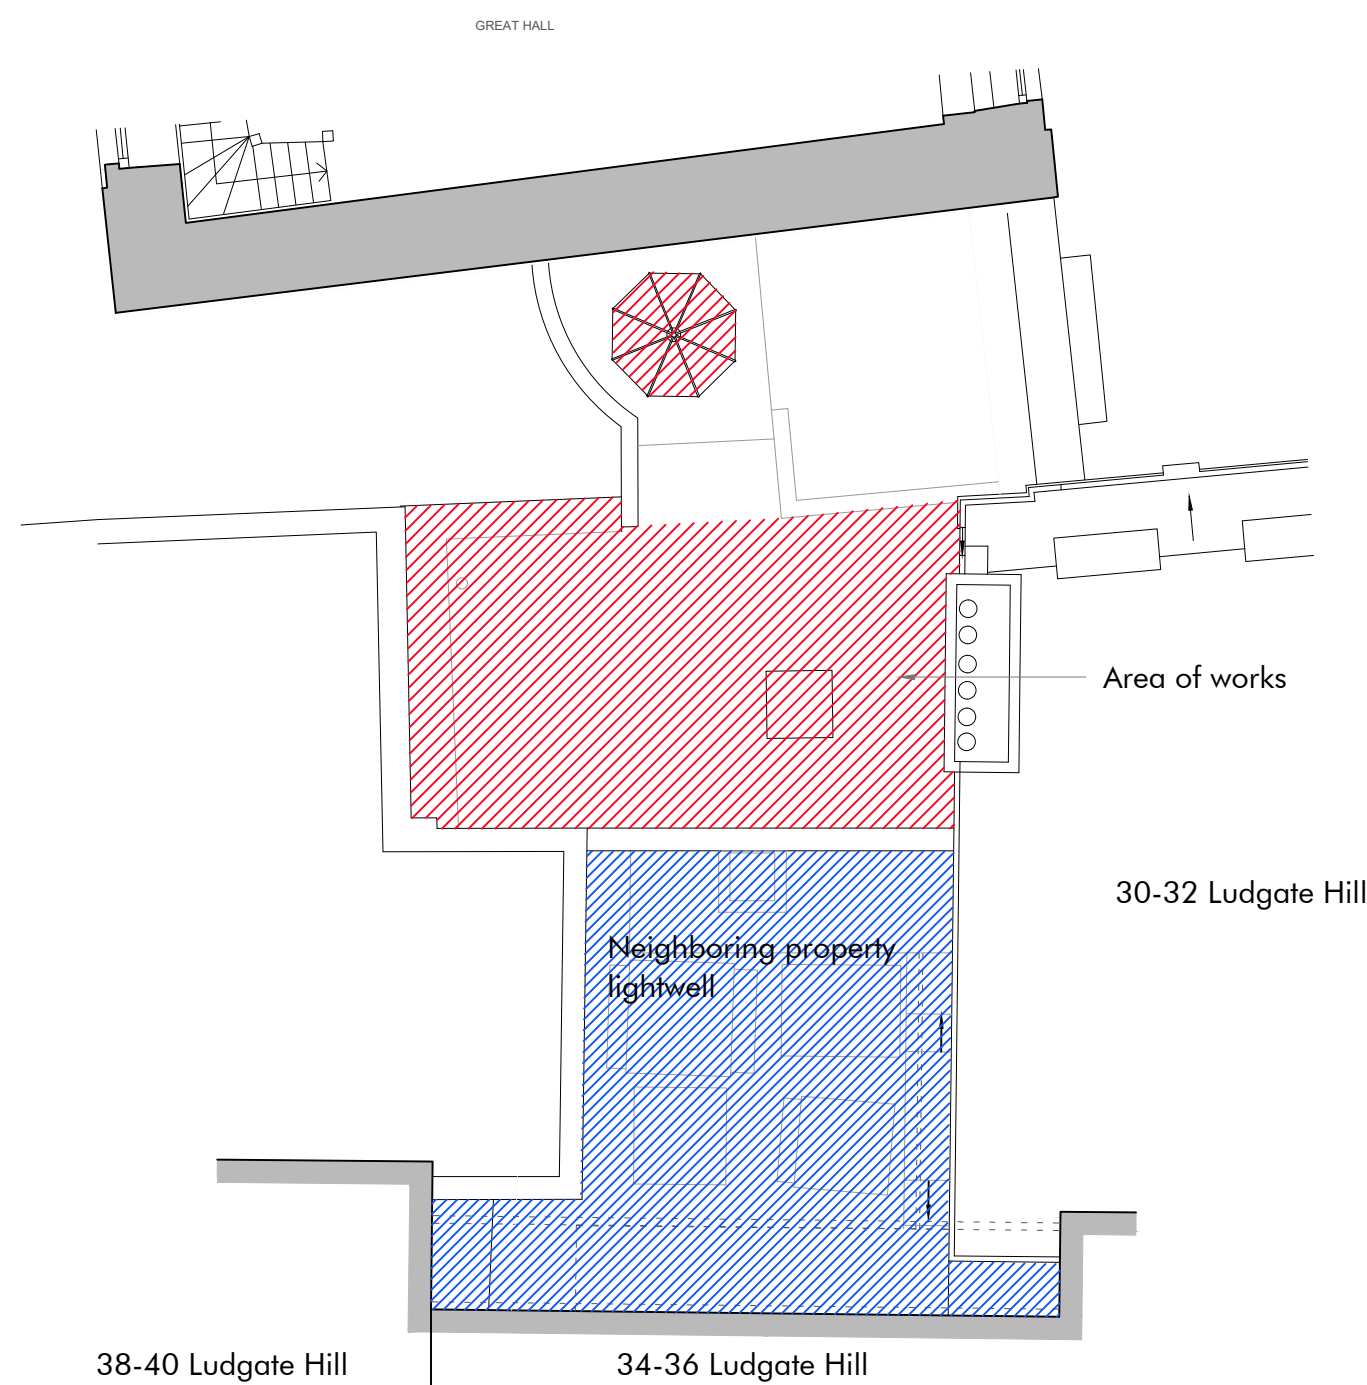 GREAT HALL
Area of works
30-32 Ludgate Hill
Neighboring property
lightwell
38-40 Ludgate Hill
34-36 Ludgate Hill